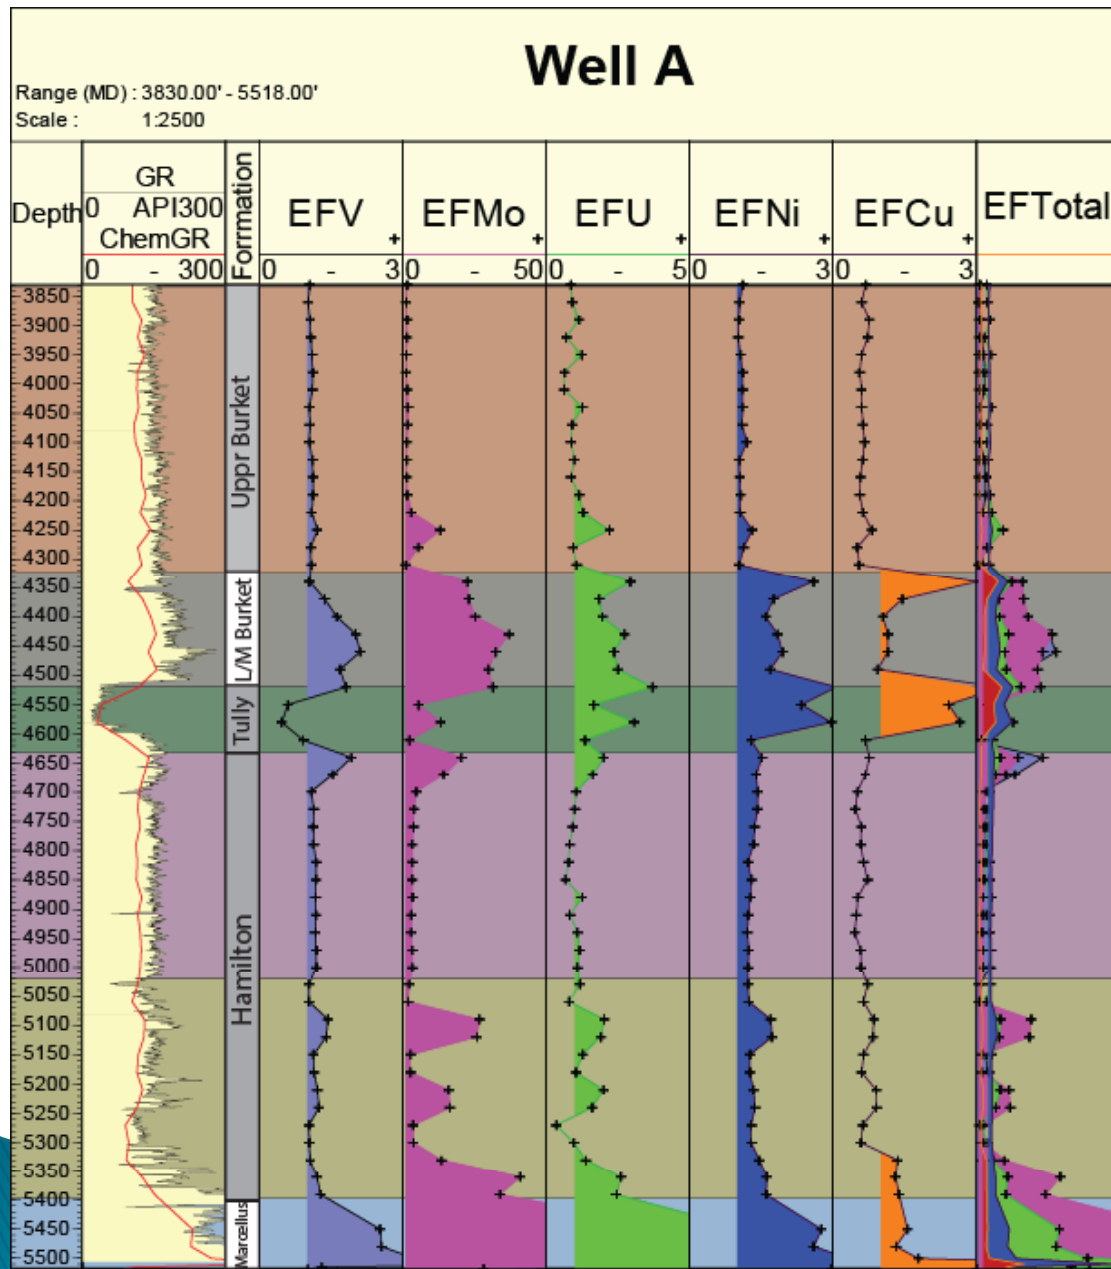 Well A
Range (MD) : 3830.00' - 5518.00'
Scale : 1:2500
Depth
GR
0 API300
ChemGR
0 - 300
Forrmation
EFV
0 - 3
EFMo
0 - 50
EFU
0 - 5
EFNi
0 - 3
EFCu
0 - 3
EFTotal
3850
3900
3950
4000
4050
4100
4150
4200
4250
4300
4350
4400
4450
4500
4550
4600
4650
4700
4750
4800
4850
4900
4950
5000
5050
5100
5150
5200
5250
5300
5350
5400
5450
5500
Uppr Burket
L/M Burket
Tully
Hamilton
Marcellus